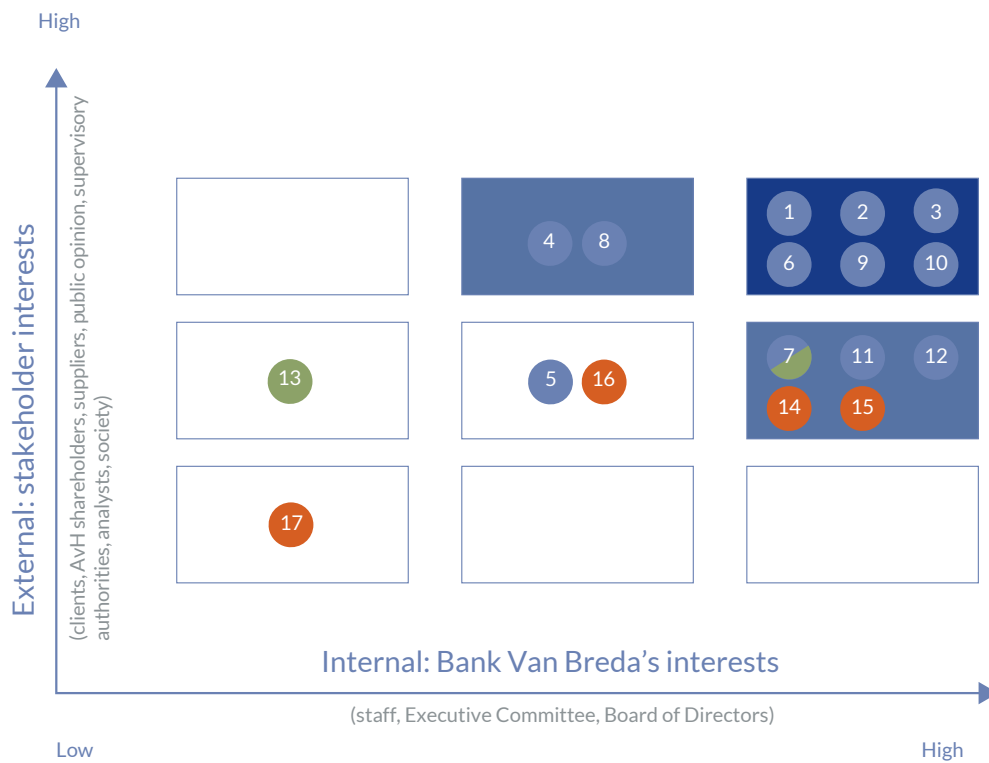 High
External: stakeholder interests
(clients, AvH shareholders, suppliers, public opinion, supervisory
authorities, analysts, society)
1 2 3
4 8
6 9 10
7 11 12
13
5 16
14 15
17
Internal: Bank Van Breda’s interests
(staff, Executive Committee, Board of Directors)
Low
High